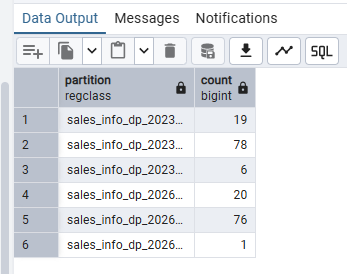 Data Output Messages Notifications
SQL
partition count
regclass bigint
1 sales_info_dp_2023... 19
2 sales_info_dp_2023... 78
3 sales_info_dp_2023... 6
4 sales_info_dp_2026... 20
5 sales_info_dp_2026... 76
6 sales_info_dp_2026... 1